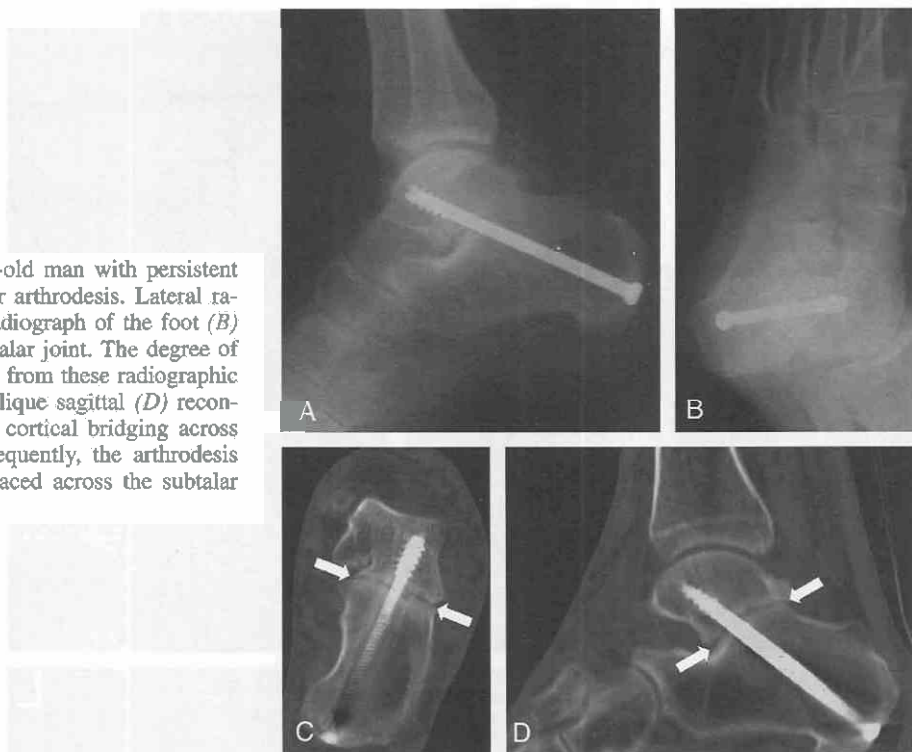 -old man with persistent
r arthrodesis. Lateral ra-
adiograph of the foot (B)
alar joint. The degree of
from these radiographic
lique sagittal (D) recon-
cortical bridging across
equently, the arthrodesis
aced across the subtalar
A
B
C
D